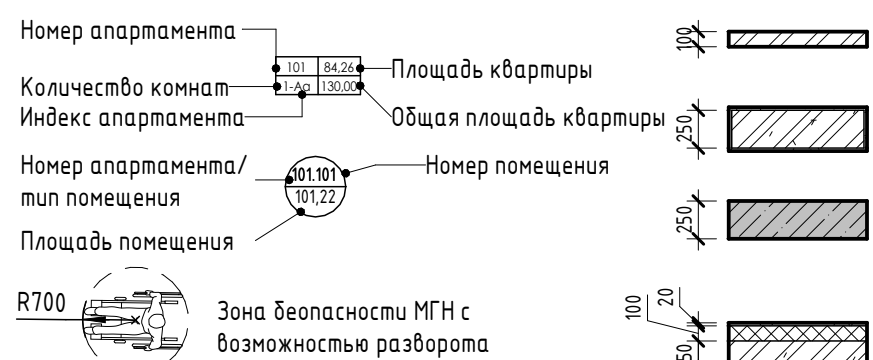 Номер апартамента
101 84,26
Площадь квартиры
Количество комнат
1-Аа 130,00
Индекс апартамента
Общая площадь квартиры
Номер апартамента/
тип помещения
101.101
101,22
Номер помещения
Площадь помещения
R700
Зона беопасности МГН с
возможностью разворота
100
250
250
100
20